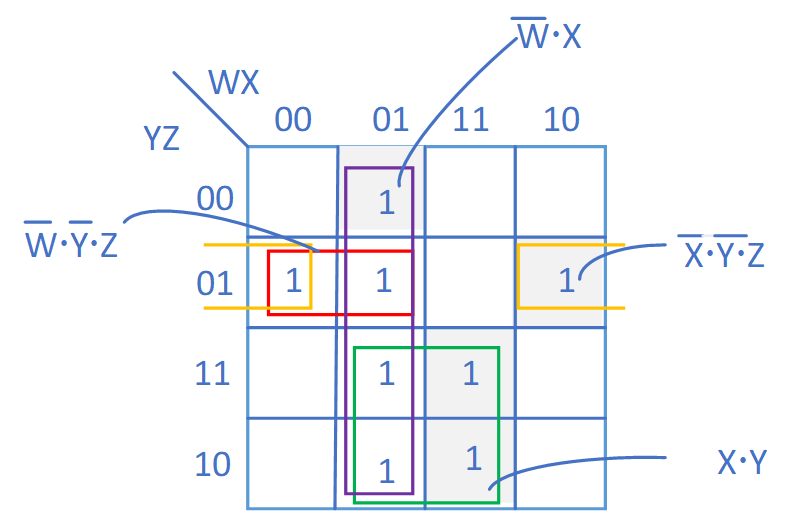 W̅·X
WX
YZ
00 01 11 10
00 1
W̅·Y̅·Z
X̅·Y̅·Z
01 1 1 1
11 1 1
10 1 1
X·Y